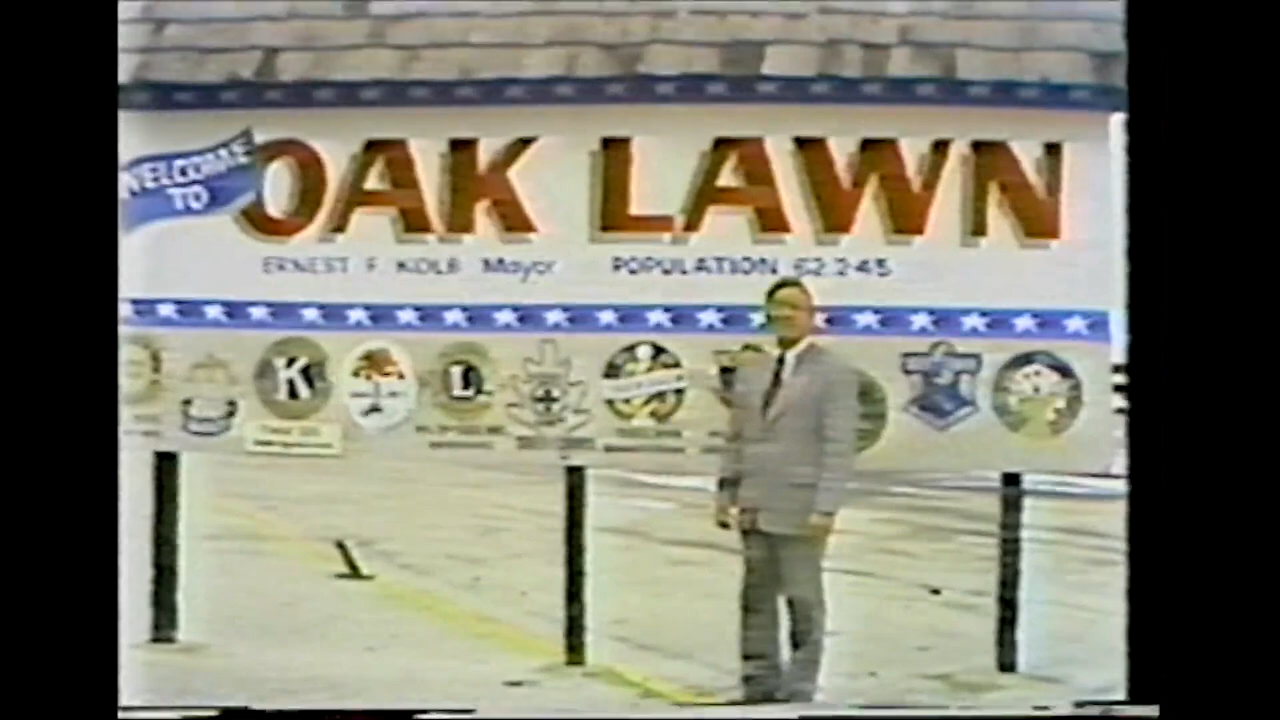 WELCOME
TO
OAK LAWN
ERNEST F KOLB Mayor
POPULATION 62,245
K
L